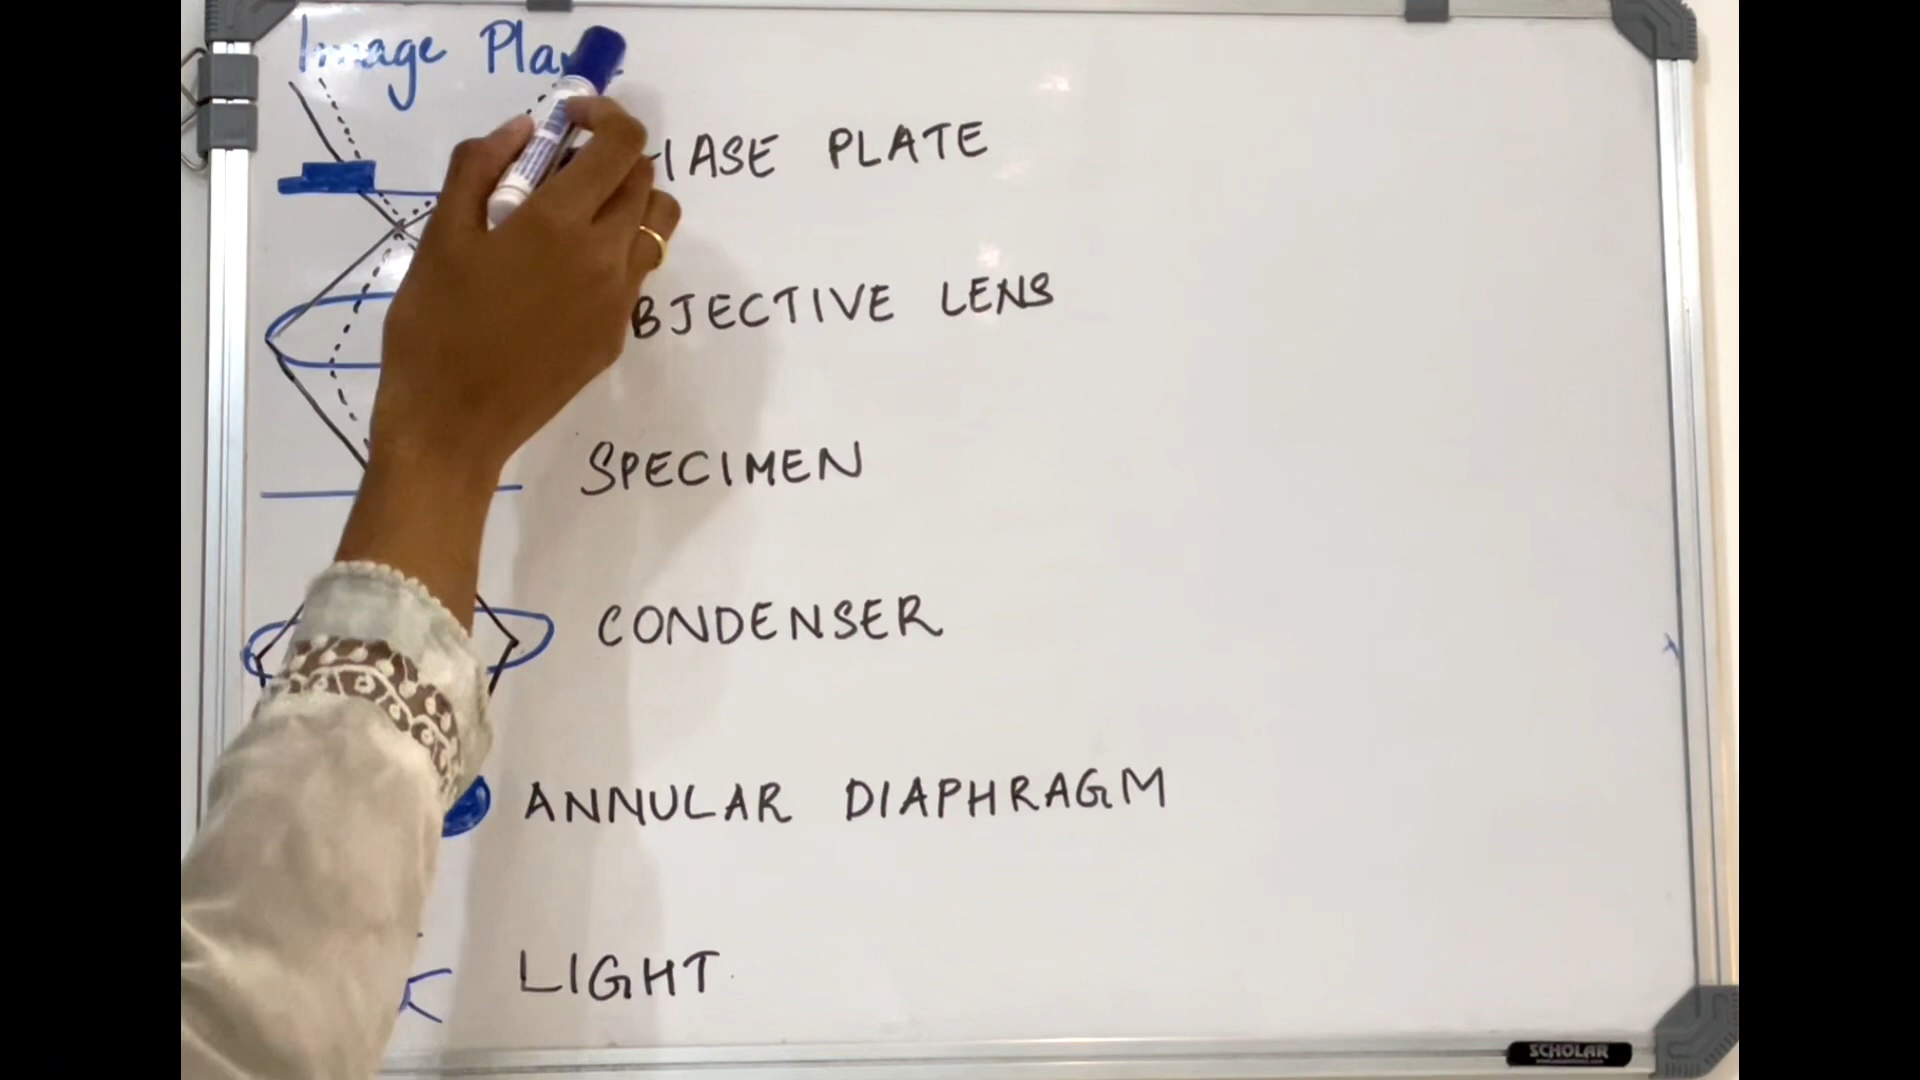 Image Pla
HASE PLATE
BJECTIVE LENS
SPECIMEN
CONDENSER
ANNULAR DIAPHRAGM
LIGHT
SCHOLAR